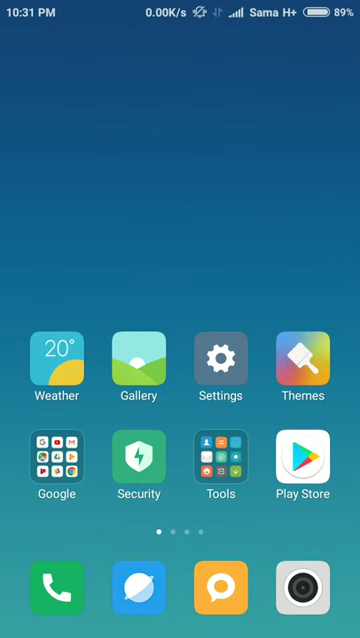 10:31 PM 0.00K/s Sama H+ 89%
20°
Weather Gallery Settings Themes
Google Security Tools Play Store